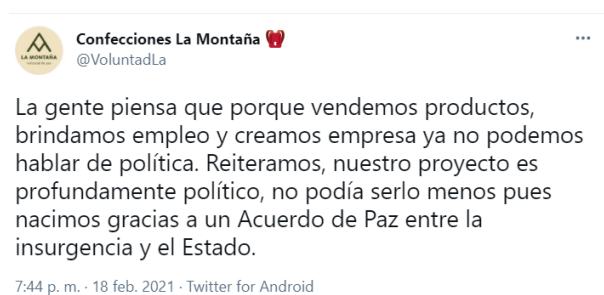 Confecciones La Montaña
@VoluntadLa
LA MONTAÑA
La gente piensa que porque vendemos productos,
brindamos empleo y creamos empresa ya no podemos
hablar de política. Reiteramos, nuestro proyecto es
profundamente político, no podía serlo menos pues
nacimos gracias a un Acuerdo de Paz entre la
insurgencia y el Estado.
7:44 p. m. · 18 feb. 2021 · Twitter for Android